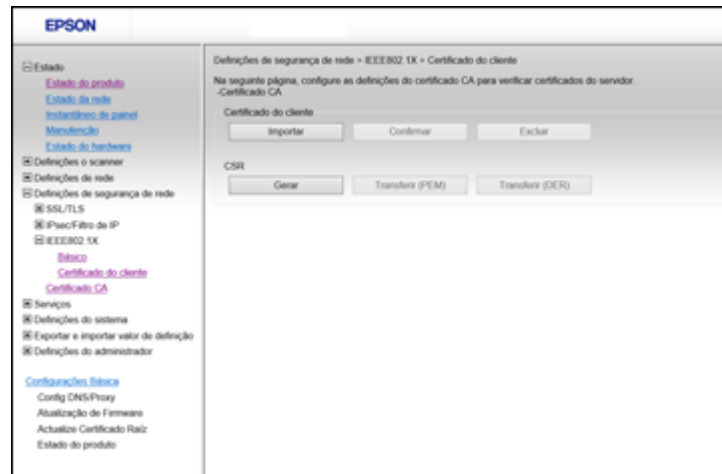 EPSON
Estado
Estado do produto
Estado da rede
Instantâneo de painel
Manutenção
Estado do hardware
Definições o scanner
Definições de rede
Definições de segurança de rede
SSL/TLS
IPsec/Filtro de IP
IEEE802.1X
Básico
Certificado do cliente
Certificado CA
Serviços
Definições do sistema
Exportar e importar valor de definição
Definições do administrador
Configurações Básica
Config DNS/Proxy
Atualização de Firmware
Actualize Certificado Raíz
Estado do produto
Definições de segurança de rede > IEEE802.1X > Certificado do cliente
Na seguinte página, configure as definições do certificado CA para verificar certificados do servidor.
-Certificado CA
Certificado do cliente
Importar Confirmar Excluir
CSR
Gerar Transferir (PEM) Transferir (DER)